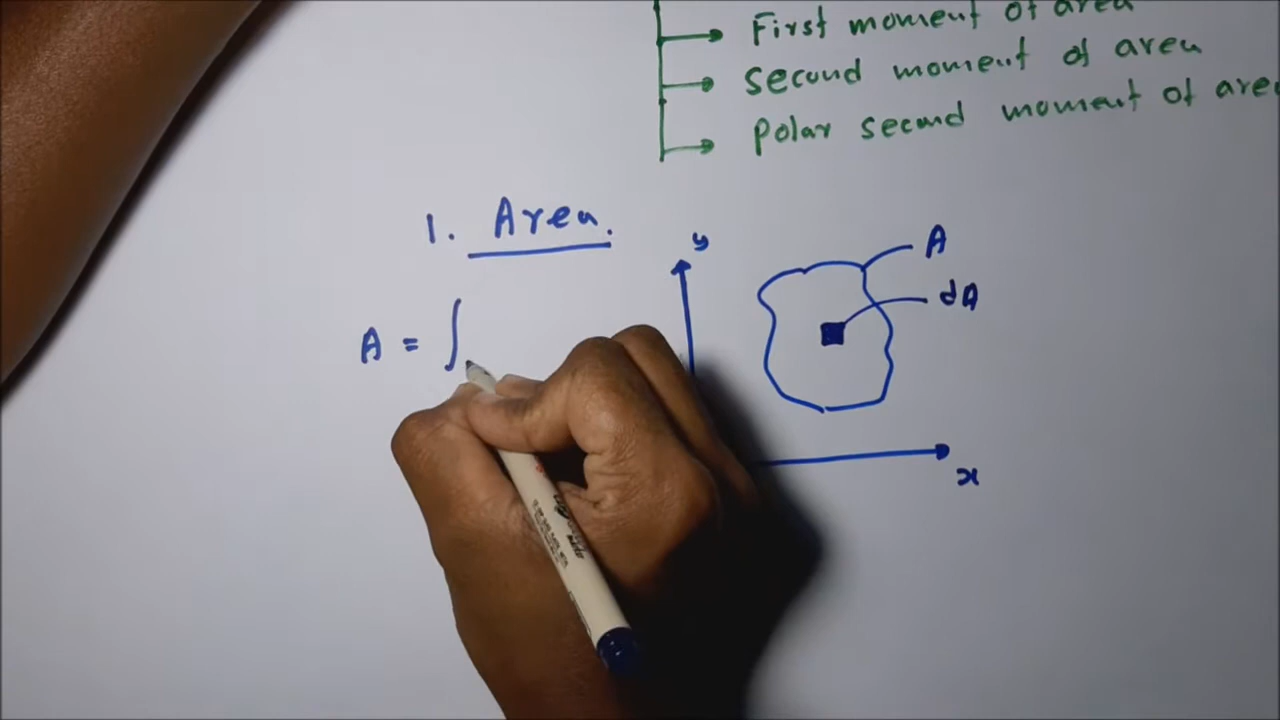 First moment of area
Second moment of area
Polar second moment of area
1. Area.
y
A
dA
A = ∫
x